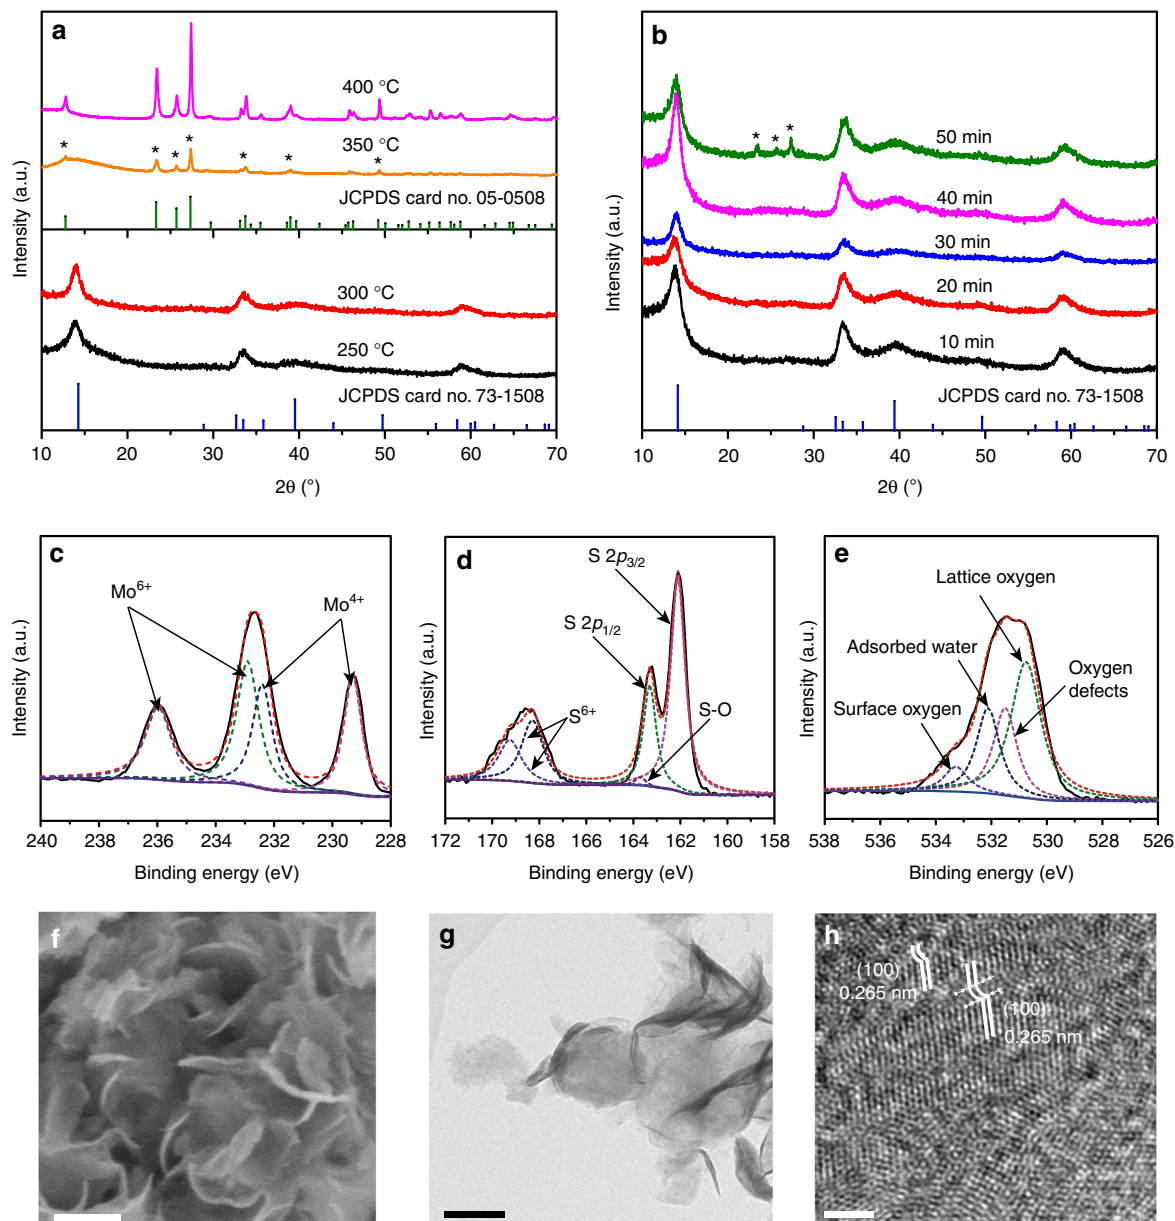 a
400 °C
*
350 °C
* * * * * *
JCPDS card no. 05-0508
300 °C
250 °C
JCPDS card no. 73-1508
Intensity (a.u.)
10 20 30 40 50 60 70
2θ (°)
b
50 min
* * *
40 min
30 min
20 min
10 min
JCPDS card no. 73-1508
Intensity (a.u.)
10 20 30 40 50 60 70
2θ (°)
c
Mo6+
Mo4+
Intensity (a.u.)
240 238 236 234 232 230 228
Binding energy (eV)
d
S 2p3/2
S 2p1/2
S6+
S-O
Intensity (a.u.)
172 170 168 166 164 162 160 158
Binding energy (eV)
e
Lattice oxygen
Adsorbed water
Oxygen
defects
Surface oxygen
Intensity (a.u.)
538 536 534 532 530 528 526
Binding energy (eV)
f
g
h
(100)
0.265 nm
(100)
0.265 nm